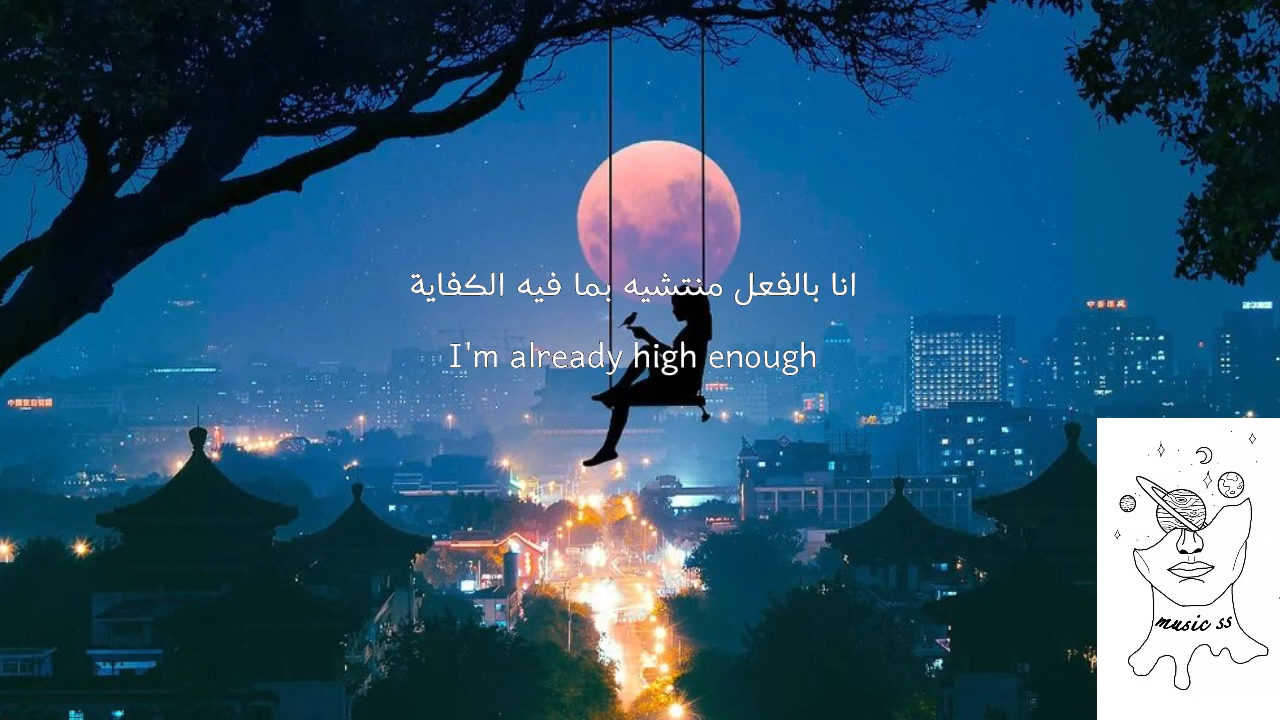 انا بالفعل منتشيه بما فيه الكفاية
I'm already high enough
music ss